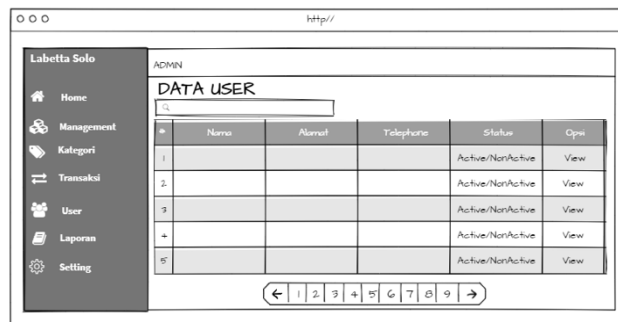 http//
Labetta Solo
ADMIN
Home
Management
Kategori
Transaksi
User
Laporan
Setting
DATA USER
# Nama Alamat Telephone Status Opsi
1 Active/NonActive View
2 Active/NonActive View
3 Active/NonActive View
4 Active/NonActive View
5 Active/NonActive View
1 2 3 4 5 6 7 8 9